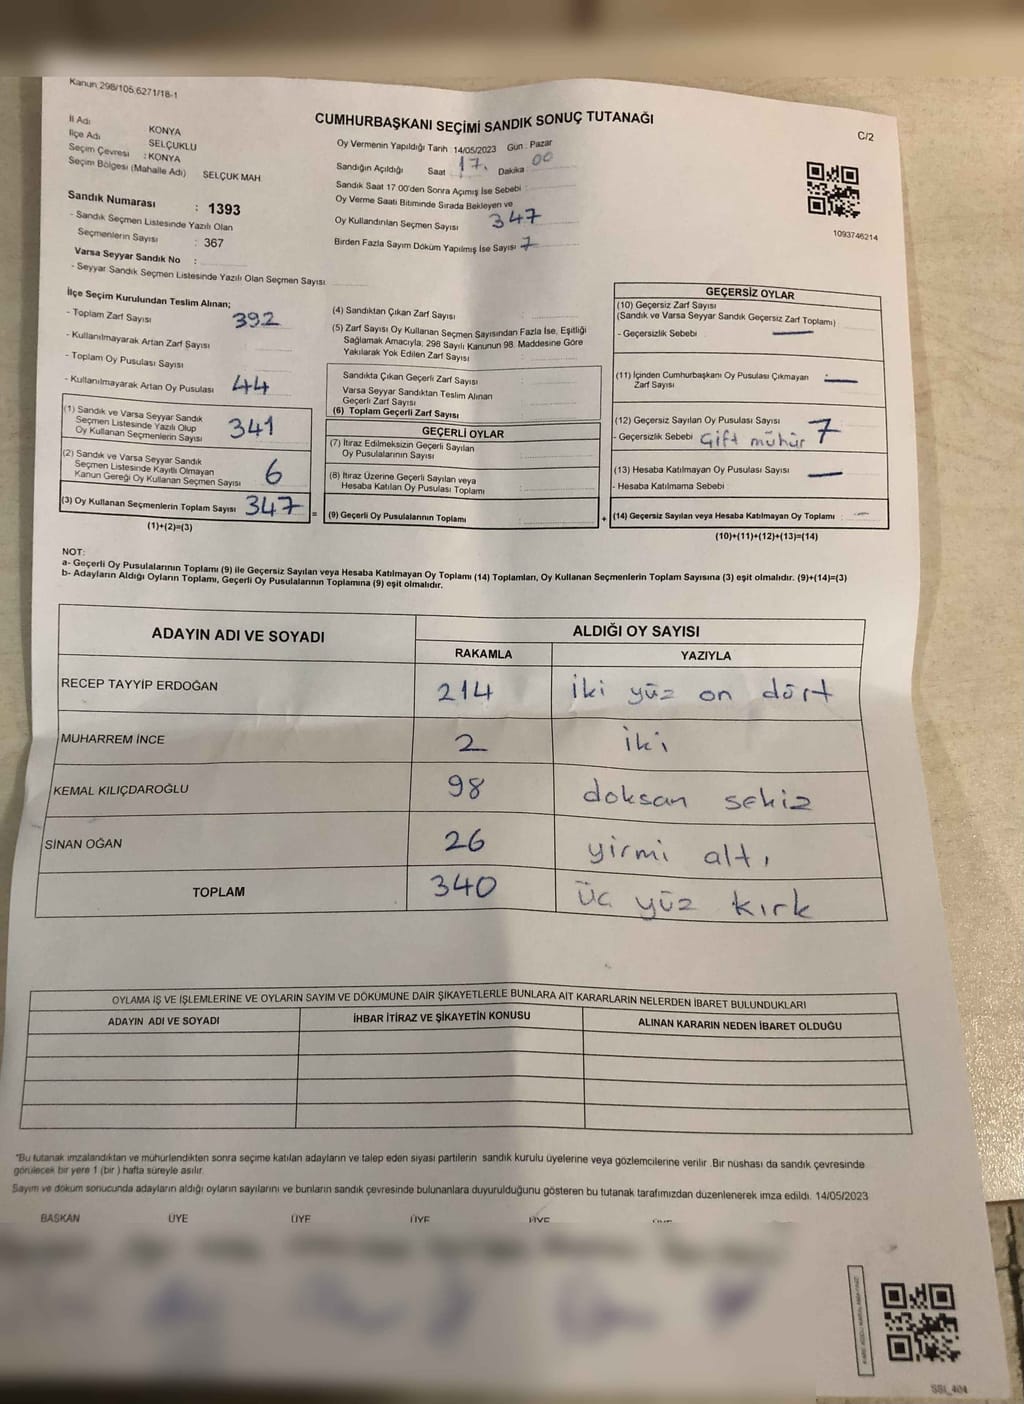 Kanun 298/105,6271/18-1
CUMHURBAŞKANI SEÇİMİ SANDIK SONUÇ TUTANAĞI
C/2
İl Adı KONYA
İlçe Adı SELÇUKLU
Seçim Çevresi : KONYA
Seçim Bölgesi (Mahalle Adı) SELÇUK MAH
Sandık Numarası : 1393
- Sandık Seçmen Listesinde Yazılı Olan
Seçmenlerin Sayısı : 367
Varsa Seyyar Sandık No :
- Seyyar Sandık Seçmen Listesinde Yazılı Olan Seçmen Sayısı
Oy Vermenin Yapıldığı Tarih : 14/05/2023 Gün : Pazar
Sandığın Açıldığı Saat 17. Dakika 00
Sandık Saat 17 00'den Sonra Açımış İse Sebebi
Oy Verme Saati Bitiminde Sırada Bekleyen ve
Oy Kullandırılan Seçmen Sayısı 347
Birden Fazla Sayım Döküm Yapılmış İse Sayısı 7
1093746214
İlçe Seçim Kurulundan Teslim Alınan;
- Toplam Zarf Sayısı 392
- Kullanılmayarak Artan Zarf Sayısı
- Toplam Oy Pusulası Sayısı
- Kullanılmayarak Artan Oy Pusulası 44
(1) Sandık ve Varsa Seyyar Sandık
Seçmen Listesinde Yazılı Olup
Oy Kullanan Seçmenlerin Sayısı 341
(2) Sandık ve Varsa Seyyar Sandık
Seçmen Listesinde Kayıtlı Olmayan
Kanun Gereği Oy Kullanan Seçmen Sayısı 6
(3) Oy Kullanan Seçmenlerin Toplam Sayısı 347
(1)+(2)=(3)
=
(4) Sandıktan Çıkan Zarf Sayısı
(5) Zarf Sayısı Oy Kullanan Seçmen Sayısından Fazla İse, Eşitliği
Sağlamak Amacıyla, 298 Sayılı Kanunun 98. Maddesine Göre
Yakılarak Yok Edilen Zarf Sayısı
Sandıkta Çıkan Geçerli Zarf Sayısı
Varsa Seyyar Sandıktan Teslim Alınan
Geçerli Zarf Sayısı
(6) Toplam Geçerli Zarf Sayısı
GEÇERLİ OYLAR
(7) İtiraz Edilmeksizin Geçerli Sayılan
Oy Pusulalarının Sayısı
(8) İtiraz Üzerine Geçerli Sayılan veya
Hesaba Katılan Oy Pusulası Toplamı
(9) Geçerli Oy Pusulalarının Toplamı
+
GEÇERSİZ OYLAR
(10) Geçersiz Zarf Sayısı
(Sandık ve Varsa Seyyar Sandık Geçersiz Zarf Toplamı)
- Geçersizlik Sebebi
(11) İçinden Cumhurbaşkanı Oy Pusulası Çıkmayan
Zarf Sayısı
(12) Geçersiz Sayılan Oy Pusulası Sayısı 7
- Geçersizlik Sebebi Çift mühür
(13) Hesaba Katılmayan Oy Pusulası Sayısı
- Hesaba Katılmama Sebebi
(14) Geçersiz Sayılan veya Hesaba Katılmayan Oy Toplamı
(10)+(11)+(12)+(13)=(14)
NOT:
a- Geçerli Oy Pusulalarının Toplamı (9) ile Geçersiz Sayılan veya Hesaba Katılmayan Oy Toplamı (14) Toplamları, Oy Kullanan Seçmenlerin Toplam Sayısına (3) eşit olmalıdır. (9)+(14)=(3)
b- Adayların Aldığı Oyların Toplamı, Geçerli Oy Pusulalarının Toplamına (9) eşit olmalıdır.
ADAYIN ADI VE SOYADI
ALDIĞI OY SAYISI
RAKAMLA YAZIYLA
RECEP TAYYİP ERDOĞAN 214 İki yüz on dört
MUHARREM İNCE 2 İki
KEMAL KILIÇDAROĞLU 98 doksan sekiz
SİNAN OĞAN 26 yirmi altı
TOPLAM 340 Üç yüz kırk
OYLAMA İŞ VE İŞLEMLERİNE VE OYLARIN SAYIM VE DÖKÜMÜNE DAİR ŞİKAYETLERLE BUNLARA AİT KARARLARIN NELERDEN İBARET BULUNDUKLARI
ADAYIN ADI VE SOYADI İHBAR İTİRAZ VE ŞİKAYETİN KONUSU ALINAN KARARIN NEDEN İBARET OLDUĞU
*Bu tutanak imzalandıktan ve mühürlendikten sonra seçime katılan adayların ve talep eden siyasi partilerin sandık kurulu üyelerine veya gözlemcilerine verilir .Bir nüshası da sandık çevresinde
görülecek bir yere 1 (bir ) hafta süreyle asılır.
Sayım ve döküm sonucunda adayların aldığı oyların sayılarını ve bunların sandık çevresinde bulunanlara duyurulduğunu gösteren bu tutanak tarafımızdan düzenlenerek imza edildi. 14/05/2023
BAŞKAN ÜYE ÜYE ÜYE ÜYE
SSI_404